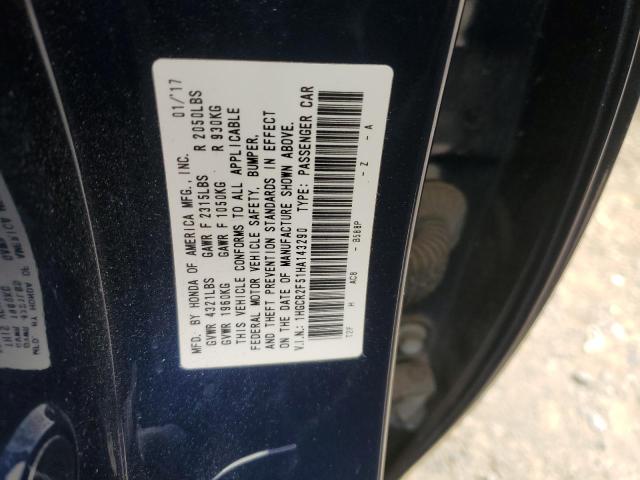 MFD. BY HONDA OF AMERICA MFG., INC. 01/'17
GVWR 4321LBS GAWR F 2315LBS R 2050LBS
GVWR 1960KG GAWR F 1050KG R 930KG
THIS VEHICLE CONFORMS TO ALL APPLICABLE
FEDERAL MOTOR VEHICLE SAFETY, BUMPER,
AND THEFT PREVENTION STANDARDS IN EFFECT
ON THE DATE OF MANUFACTURE SHOWN ABOVE.
V.I.N.: 1HGCR2F51HA143290 TYPE: PASSENGER CAR
T2F H AC8 - B588P - Z - A